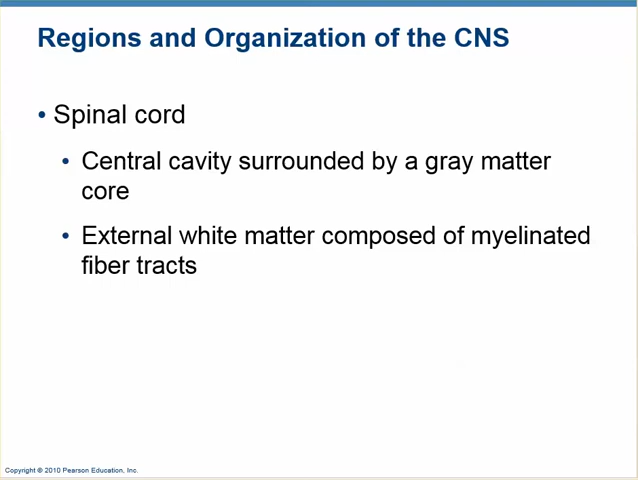 Regions and Organization of the CNS
• Spinal cord
• Central cavity surrounded by a gray matter
core
• External white matter composed of myelinated
fiber tracts
Copyright © 2010 Pearson Education, Inc.